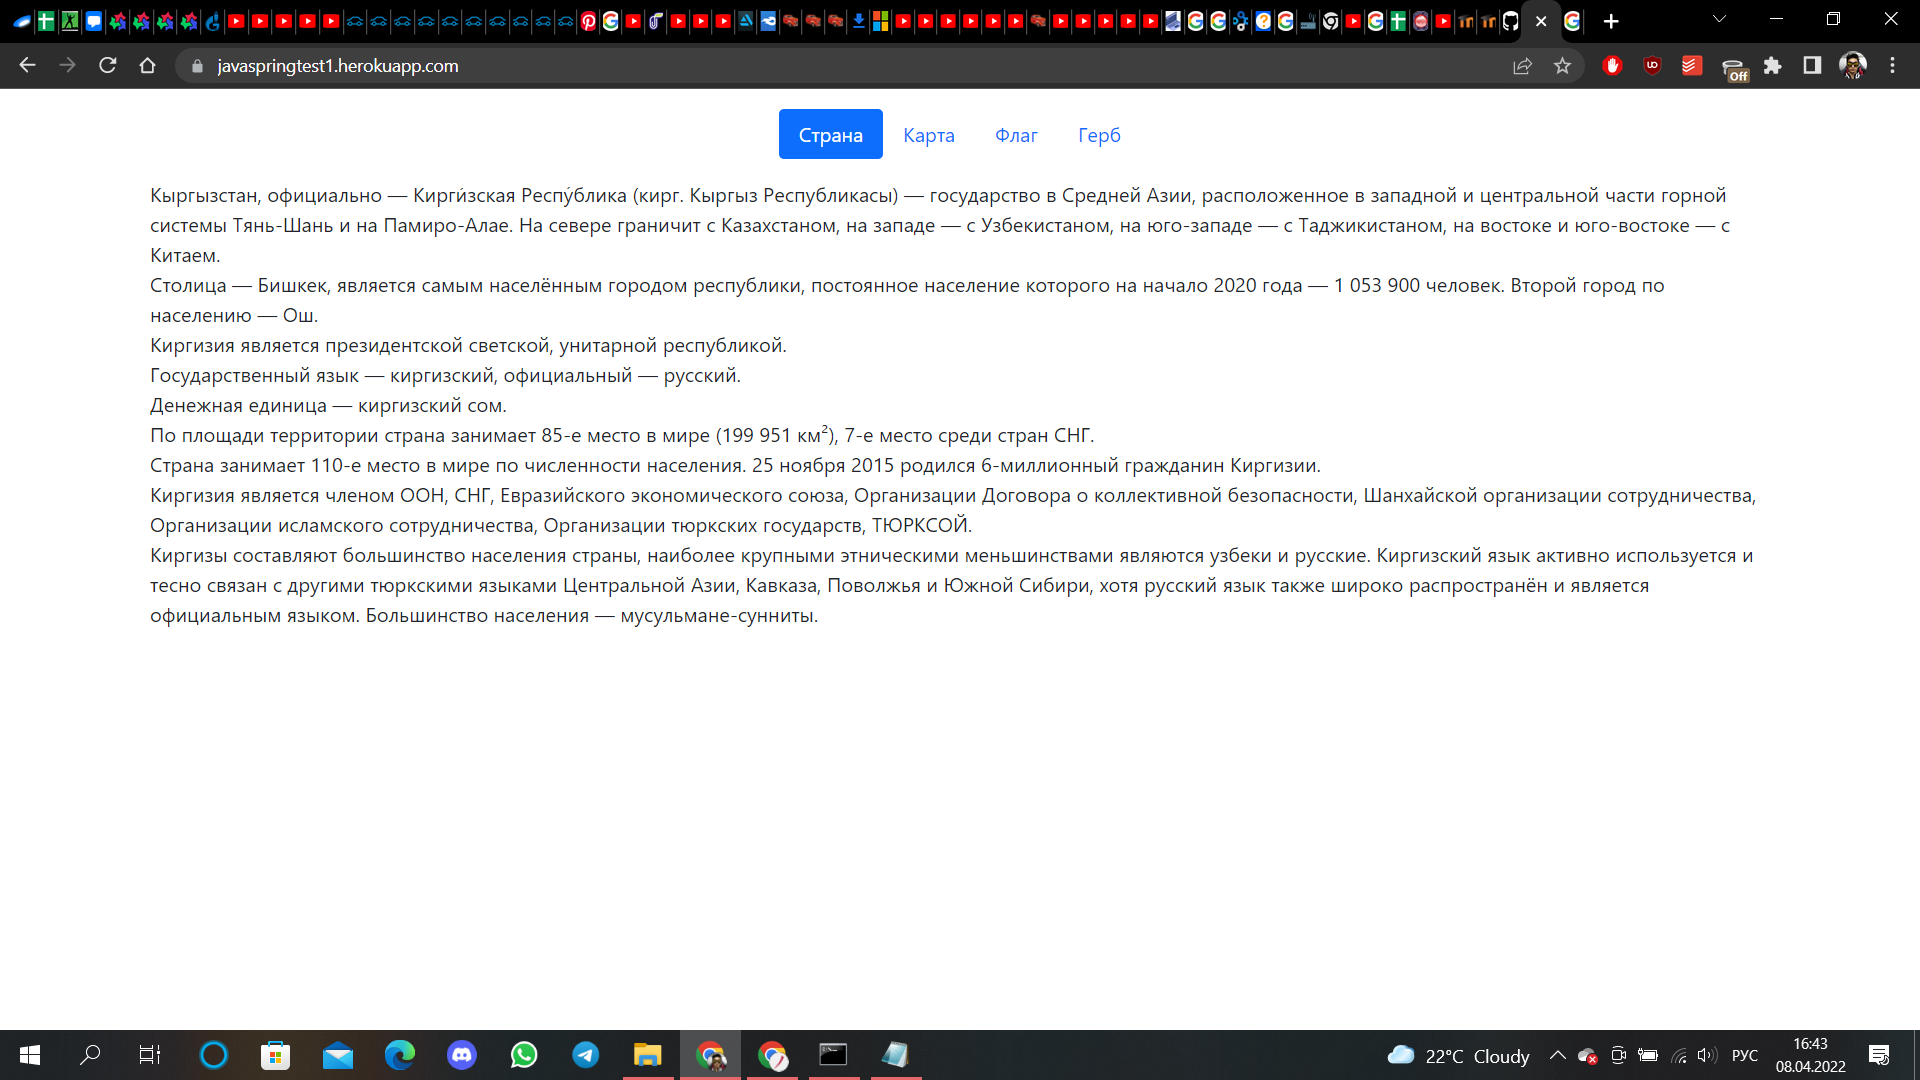 javaspringtest1.herokuapp.com
Off
Страна Карта Флаг Герб
Кыргызстан, официально — Кирги́зская Респу́блика (кирг. Кыргыз Республикасы) — государство в Средней Азии, расположенное в западной и центральной части горной
системы Тянь-Шань и на Памиро-Алае. На севере граничит с Казахстаном, на западе — с Узбекистаном, на юго-западе — с Таджикистаном, на востоке и юго-востоке — с
Китаем.
Столица — Бишкек, является самым населённым городом республики, постоянное население которого на начало 2020 года — 1 053 900 человек. Второй город по
населению — Ош.
Киргизия является президентской светской, унитарной республикой.
Государственный язык — киргизский, официальный — русский.
Денежная единица — киргизский сом.
По площади территории страна занимает 85-е место в мире (199 951 км²), 7-е место среди стран СНГ.
Страна занимает 110-е место в мире по численности населения. 25 ноября 2015 родился 6-миллионный гражданин Киргизии.
Киргизия является членом ООН, СНГ, Евразийского экономического союза, Организации Договора о коллективной безопасности, Шанхайской организации сотрудничества,
Организации исламского сотрудничества, Организации тюркских государств, ТЮРКСОЙ.
Киргизы составляют большинство населения страны, наиболее крупными этническими меньшинствами являются узбеки и русские. Киргизский язык активно используется и
тесно связан с другими тюркскими языками Центральной Азии, Кавказа, Поволжья и Южной Сибири, хотя русский язык также широко распространён и является
официальным языком. Большинство населения — мусульмане-сунниты.
22°C Cloudy
РУС
16:43
08.04.2022